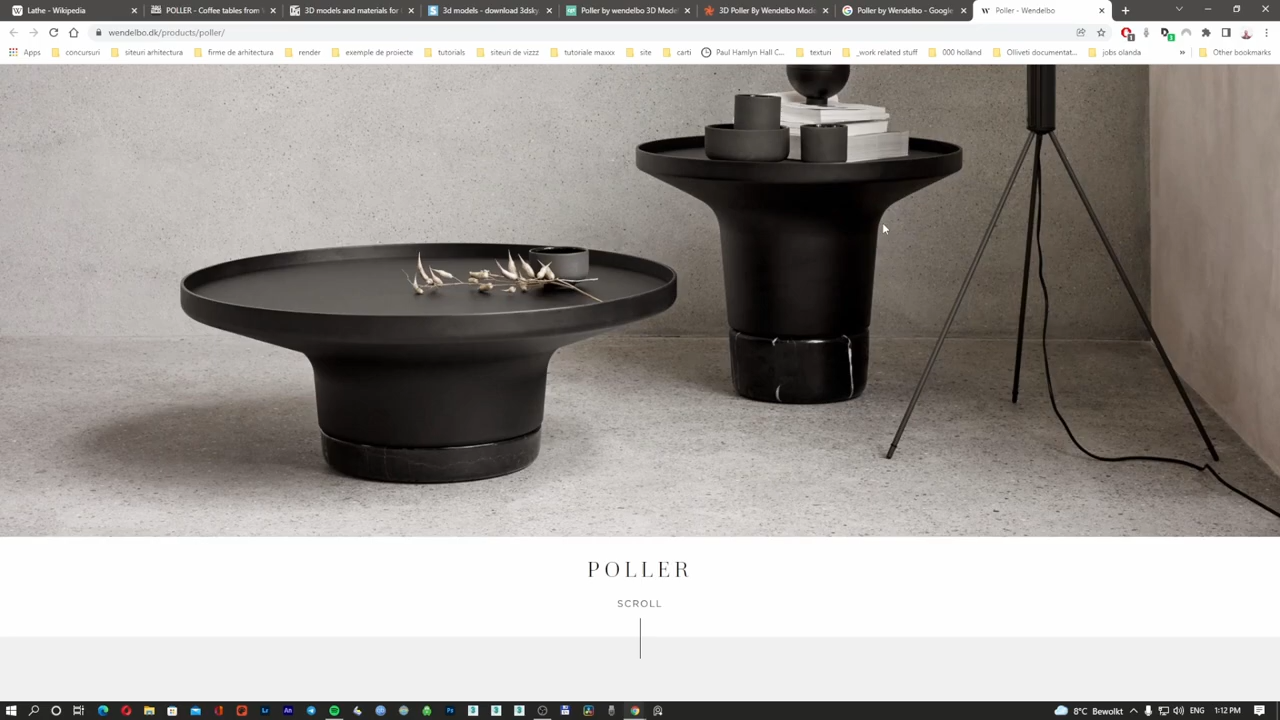 Lathe - Wikipedia
POLLER - Coffee tables from
3D models and materials for
3d models - download 3dsky
Poller by wendelbo 3D Model
3D Poller By Wendelbo Mode
Poller by Wendelbo - Google
Poller - Wendelbo
wendelbo.dk/products/poller/
Apps
concursuri
siteuri arhitectura
firme de arhitectura
render
exemple de proiecte
tutorials
siteuri de vizzz
tutoriale maxxx
site
carti
Paul Hamlyn Hall C...
texturi
_work related stuff
000 holland
Olliveti documentat...
jobs olanda
»
Other bookmarks
POLLER
SCROLL
8°C Bewolkt
ENG
1:12 PM